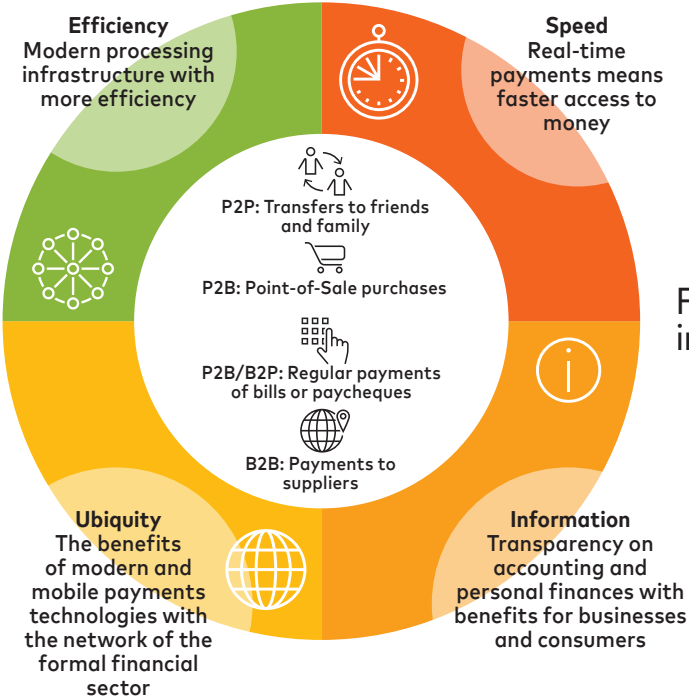 Efficiency
Modern processing
infrastructure with
more efficiency
Speed
Real-time
payments means
faster access to
money
P2P: Transfers to friends
and family
P2B: Point-of-Sale purchases
P2B/B2P: Regular payments
of bills or paycheques
B2B: Payments to
suppliers
Ubiquity
The benefits
of modern and
mobile payments
technologies with
the network of the
formal financial
sector
Information
Transparency on
accounting and
personal finances with
benefits for businesses
and consumers